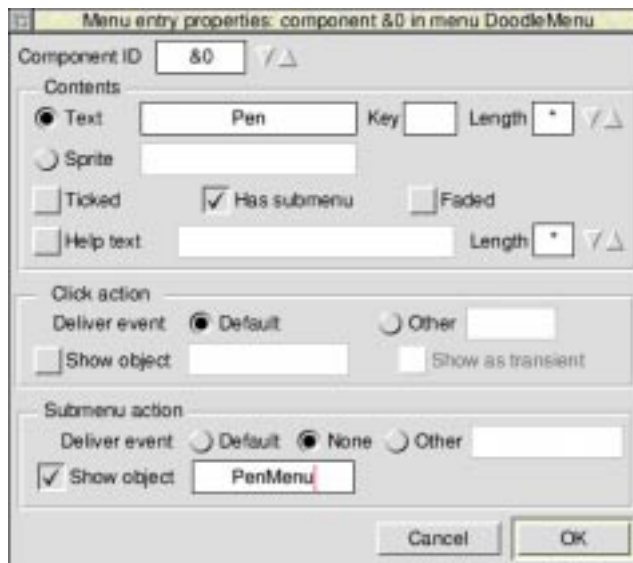 Menu entry properties: component &0 in menu DoodleMenu
Component ID &0
Contents
Text Pen Key Length *
Sprite
Ticked Has submenu Faded
Help text Length *
Click action
Deliver event Default Other
Show object Show as transient
Submenu action
Deliver event Default None Other
Show object PenMenu
Cancel OK